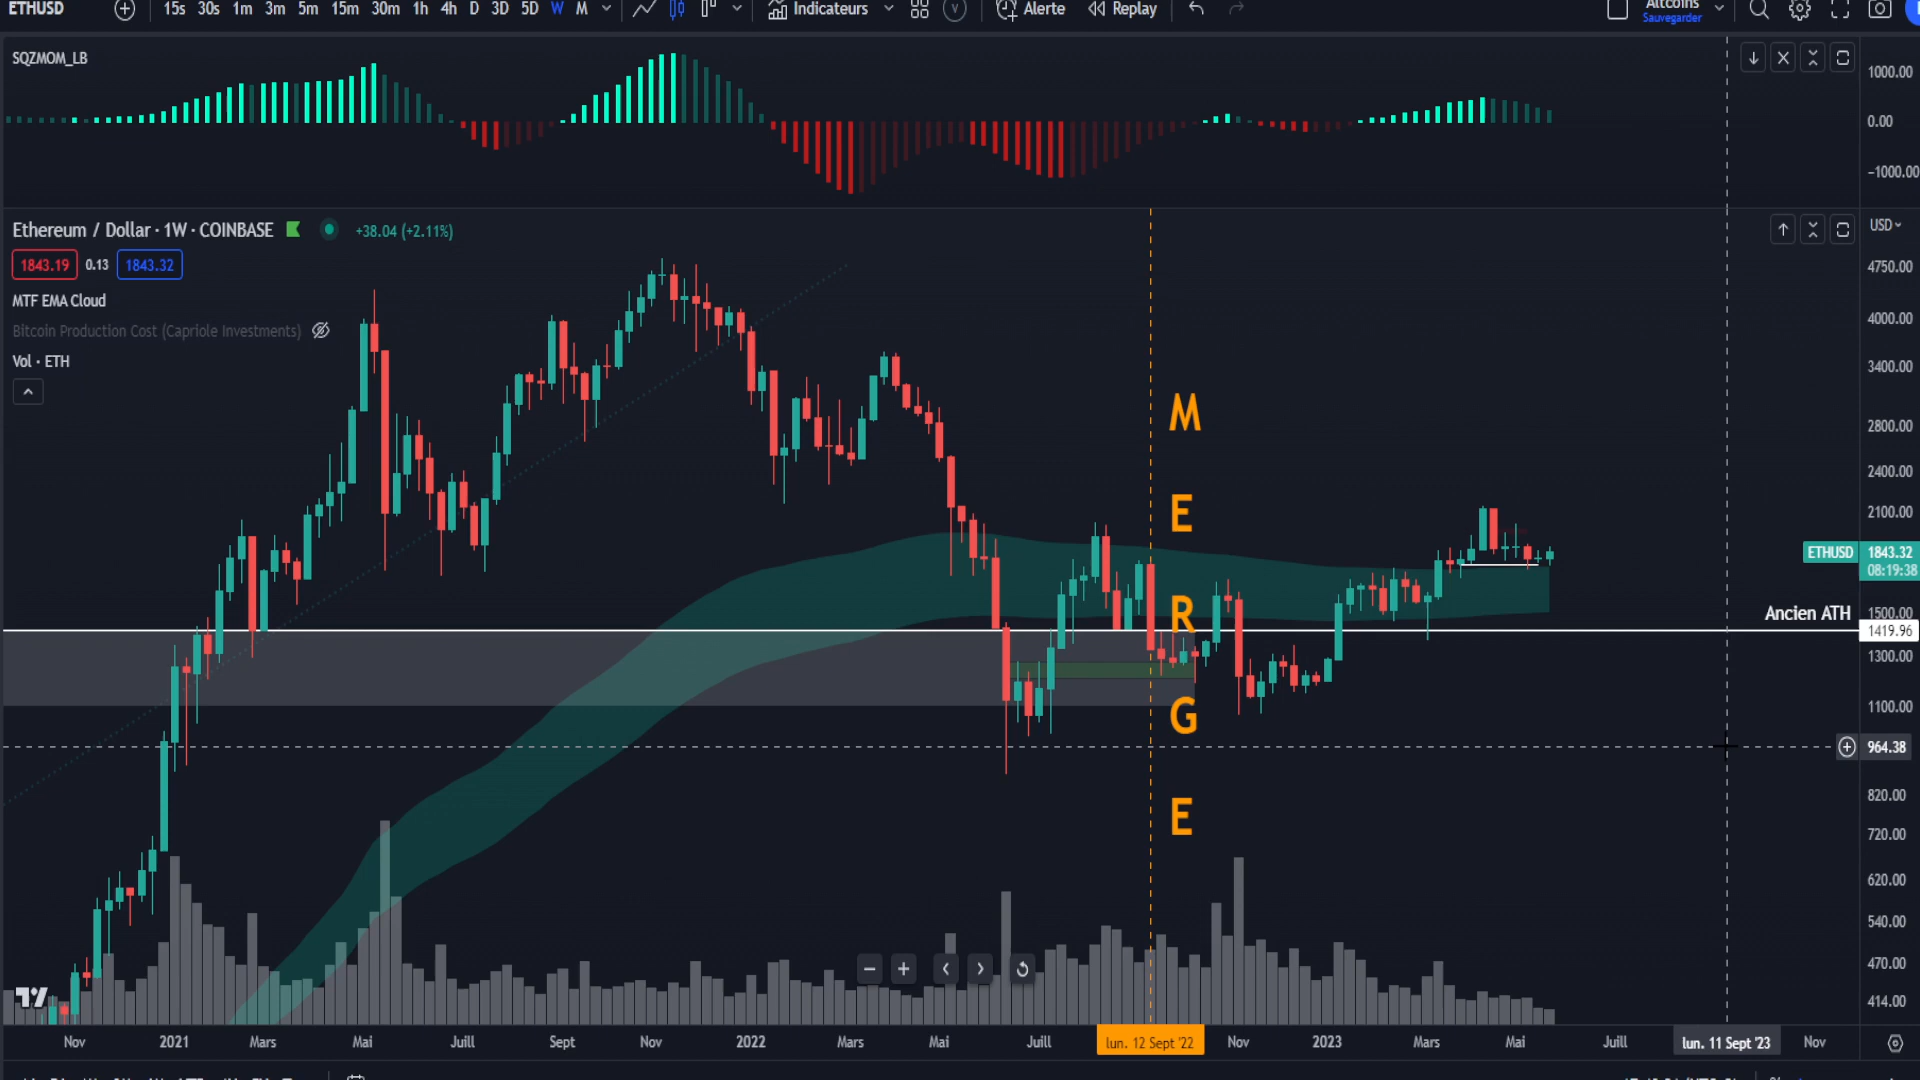 ETHUSD 15s 30s 1m 3m 5m 15m 30m 1h 4h D 3D 5D W M Indicateurs Alerte Replay Altcoins
Sauvegarder
SQZMOM_LB
1000.00
0.00
−1000.00
Ethereum / Dollar · 1W · COINBASE +38.04 (+2.11%)
USD
1843.19 0.13 1843.32
4750.00
MTF EMA Cloud
4000.00
Bitcoin Production Cost (Capriole Investments)
Vol · ETH
3400.00
M
2800.00
2400.00
E
2100.00
ETHUSD 1843.32
08:19:38
R
Ancien ATH
1500.00
1419.96
1300.00
G
1100.00
964.38
E
820.00
720.00
620.00
540.00
470.00
414.00
Nov 2021 Mars Mai Juill Sept Nov 2022 Mars Mai Juill lun. 12 Sept '22 Nov 2023 Mars Mai Juill lun. 11 Sept '23 Nov